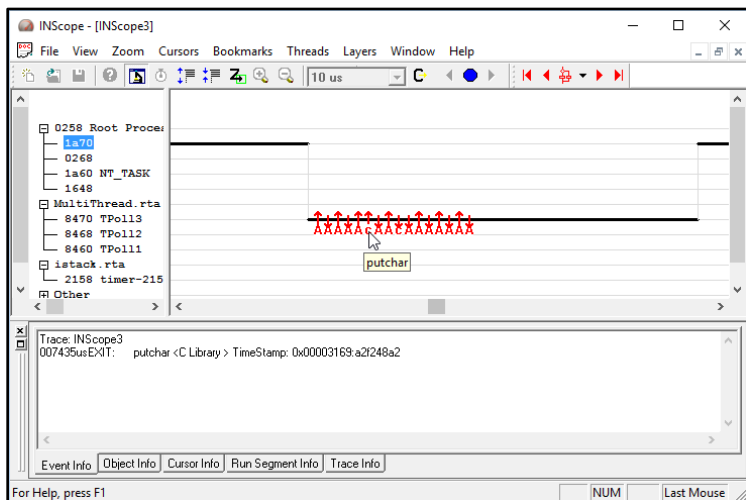 INScope - [INScope3]
File View Zoom Cursors Bookmarks Threads Layers Window Help
10 us
0258 Root Proces
1a70
0268
1a60 NT_TASK
1648
MultiThread.rta
8470 TPoll3
8468 TPoll2
8460 TPoll1
istack.rta
2158 timer-215
Other
putchar
Trace: INScope3
007435usEXIT: putchar <C Library > TimeStamp: 0x00003169:a2f248a2
Event Info Object Info Cursor Info Run Segment Info Trace Info
For Help, press F1 NUM Last Mouse